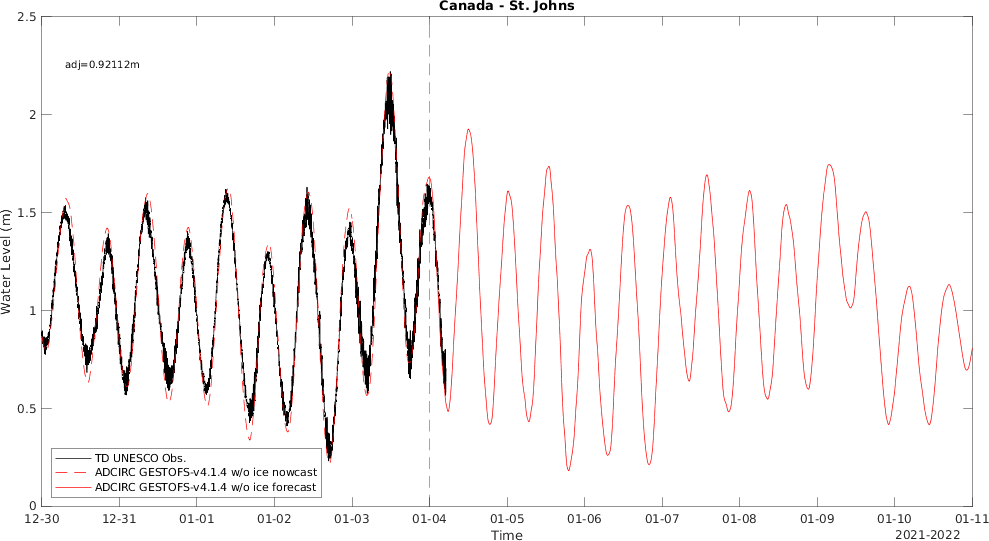 Canada - St. Johns
adj=0.92112m
2.5
2
1.5
1
0.5
0
Water Level (m)
TD UNESCO Obs.
ADCIRC GESTOFS-v4.1.4 w/o ice nowcast
ADCIRC GESTOFS-v4.1.4 w/o ice forecast
12-30 12-31 01-01 01-02 01-03 01-04 01-05 01-06 01-07 01-08 01-09 01-10 01-11
Time
2021-2022